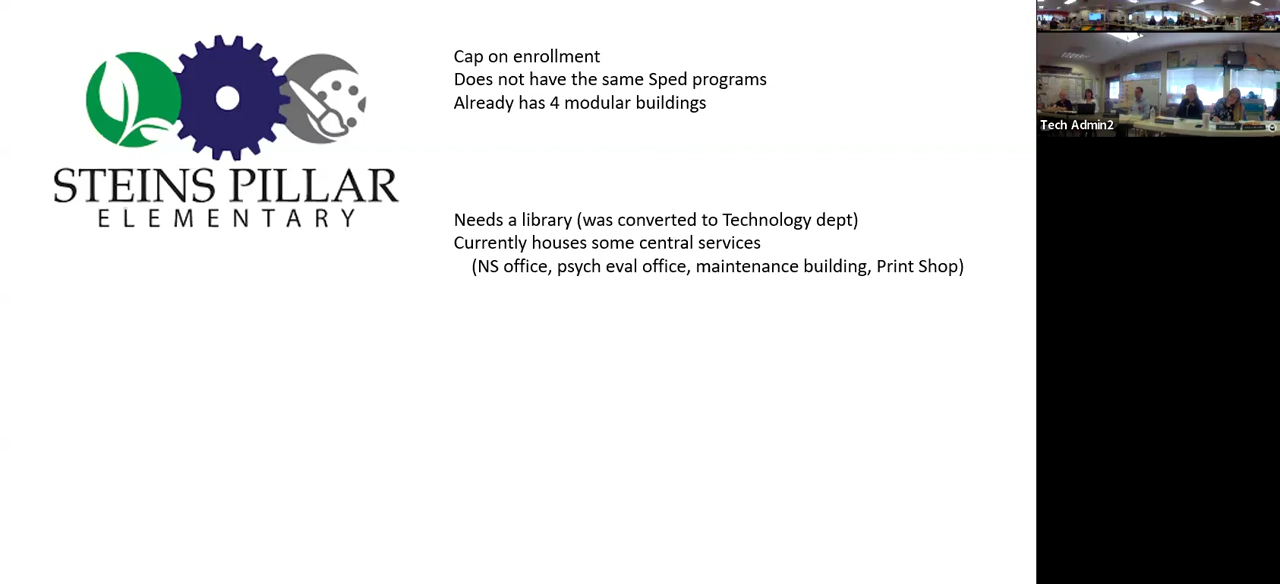 STEINS PILLAR
ELEMENTARY
Cap on enrollment
Does not have the same Sped programs
Already has 4 modular buildings
Needs a library (was converted to Technology dept)
Currently houses some central services
(NS office, psych eval office, maintenance building, Print Shop)
Tech Admin2